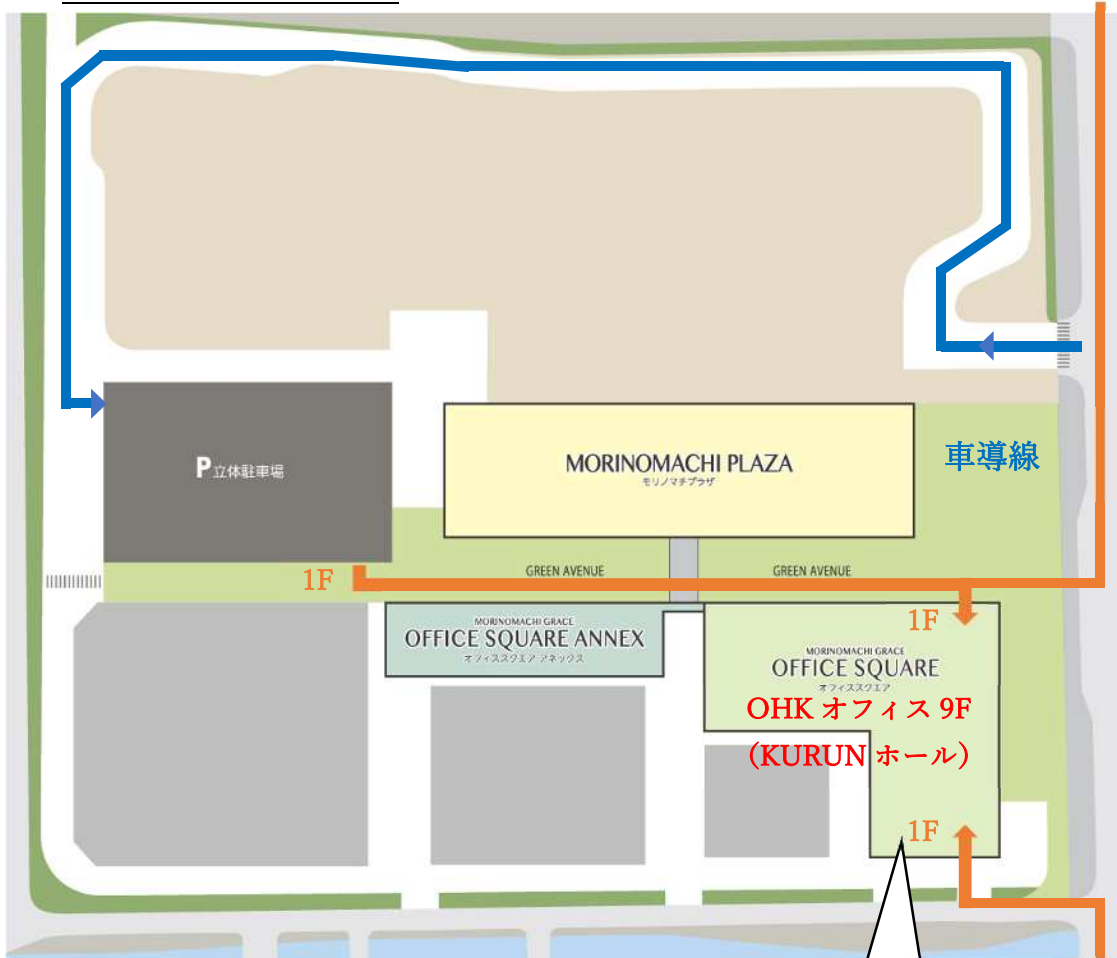 車導線
P立体駐車場
MORINOMACHI PLAZA
モリノマチプラザ
1F
GREEN AVENUE
GREEN AVENUE
MORINOMACHI GRACE
OFFICE SQUARE ANNEX
オフィススクエア アネックス
1F
MORINOMACHI GRACE
OFFICE SQUARE
オフィススクエア
OHK オフィス 9F
(KURUN ホール)
1F